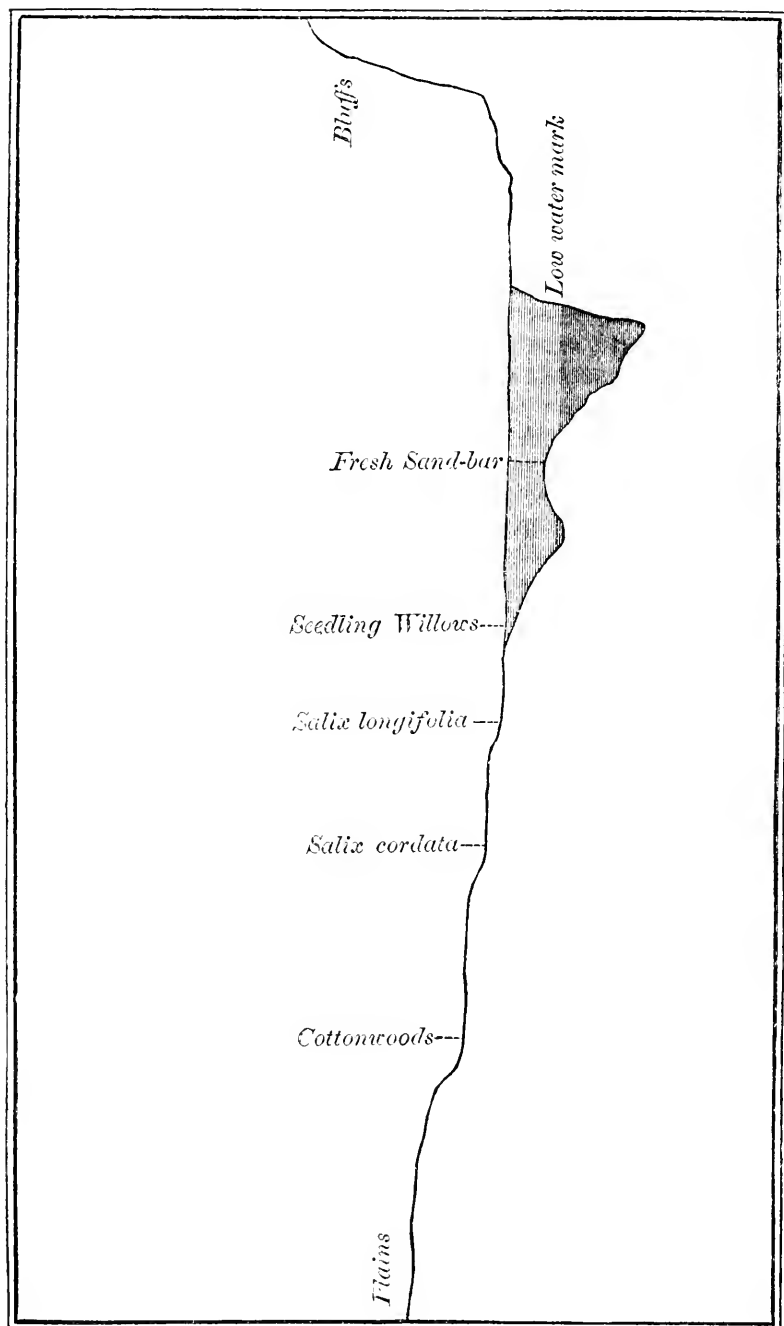 Bluffs
Low water mark
Fresh Sand-bar
Seedling Willows
Salix longifolia
Salix cordata
Cottonwoods
Plains